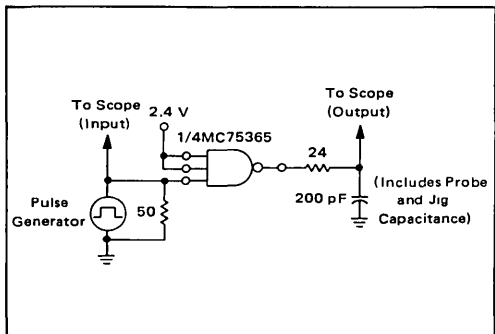 To Scope
(Input)
2.4 V
1/4MC75365
To Scope
(Output)
24
Pulse
Generator
50
200 pF
(Includes Probe
and Jig
Capacitance)